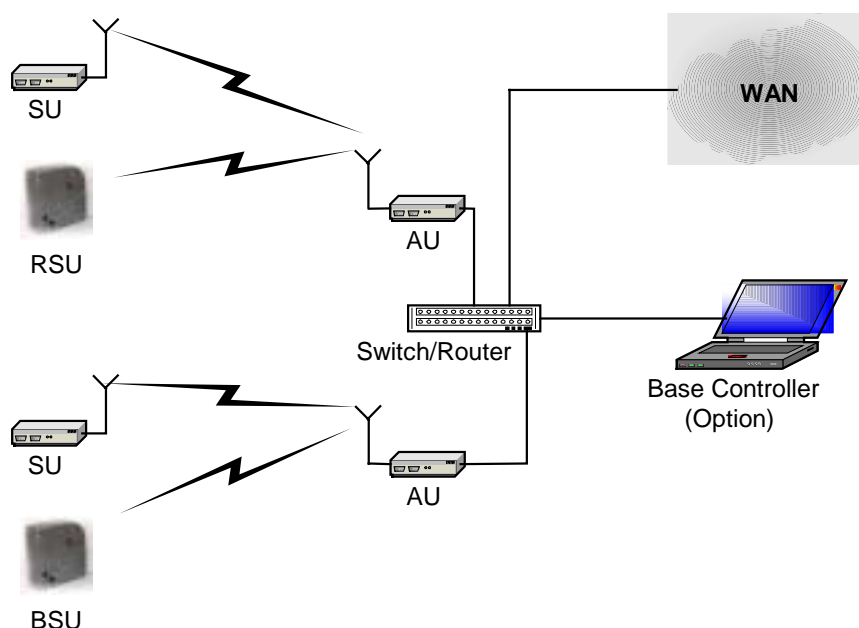 SU
WAN
RSU
AU
Switch/Router
Base Controller
(Option)
SU
AU
BSU